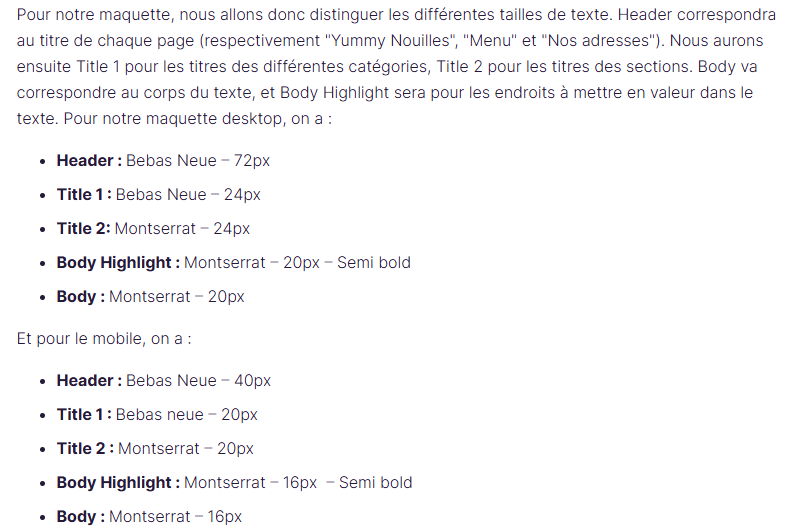 Pour notre maquette, nous allons donc distinguer les différentes tailles de texte. Header correspondra
au titre de chaque page (respectivement "Yummy Nouilles", "Menu" et "Nos adresses"). Nous aurons
ensuite Title 1 pour les titres des différentes catégories, Title 2 pour les titres des sections. Body va
correspondre au corps du texte, et Body Highlight sera pour les endroits à mettre en valeur dans le
texte. Pour notre maquette desktop, on a :
• Header : Bebas Neue – 72px
• Title 1 : Bebas Neue – 24px
• Title 2: Montserrat – 24px
• Body Highlight : Montserrat – 20px – Semi bold
• Body : Montserrat – 20px
Et pour le mobile, on a :
• Header : Bebas Neue – 40px
• Title 1 : Bebas neue – 20px
• Title 2 : Montserrat – 20px
• Body Highlight : Montserrat – 16px – Semi bold
• Body : Montserrat – 16px